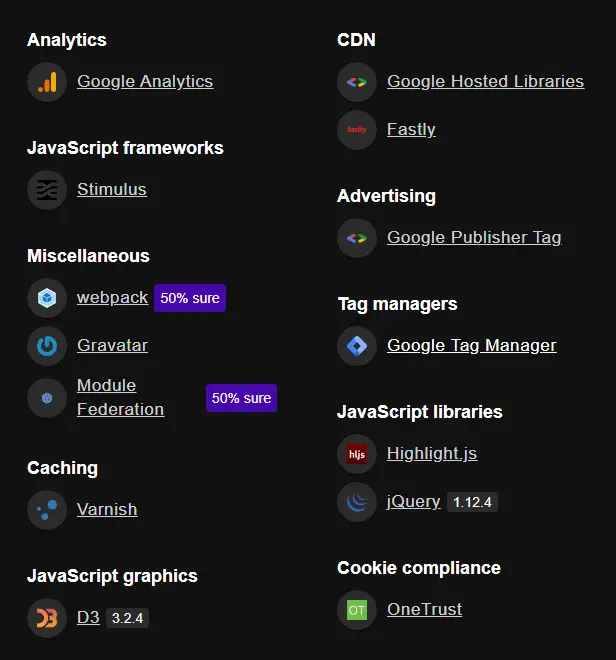 Analytics
Google Analytics
JavaScript frameworks
Stimulus
Miscellaneous
webpack 50% sure
Gravatar
Module
Federation 50% sure
Caching
Varnish
JavaScript graphics
D3 3.2.4
CDN
Google Hosted Libraries
fastly Fastly
Advertising
Google Publisher Tag
Tag managers
Google Tag Manager
JavaScript libraries
hljs Highlight.js
jQuery 1.12.4
Cookie compliance
OT OneTrust